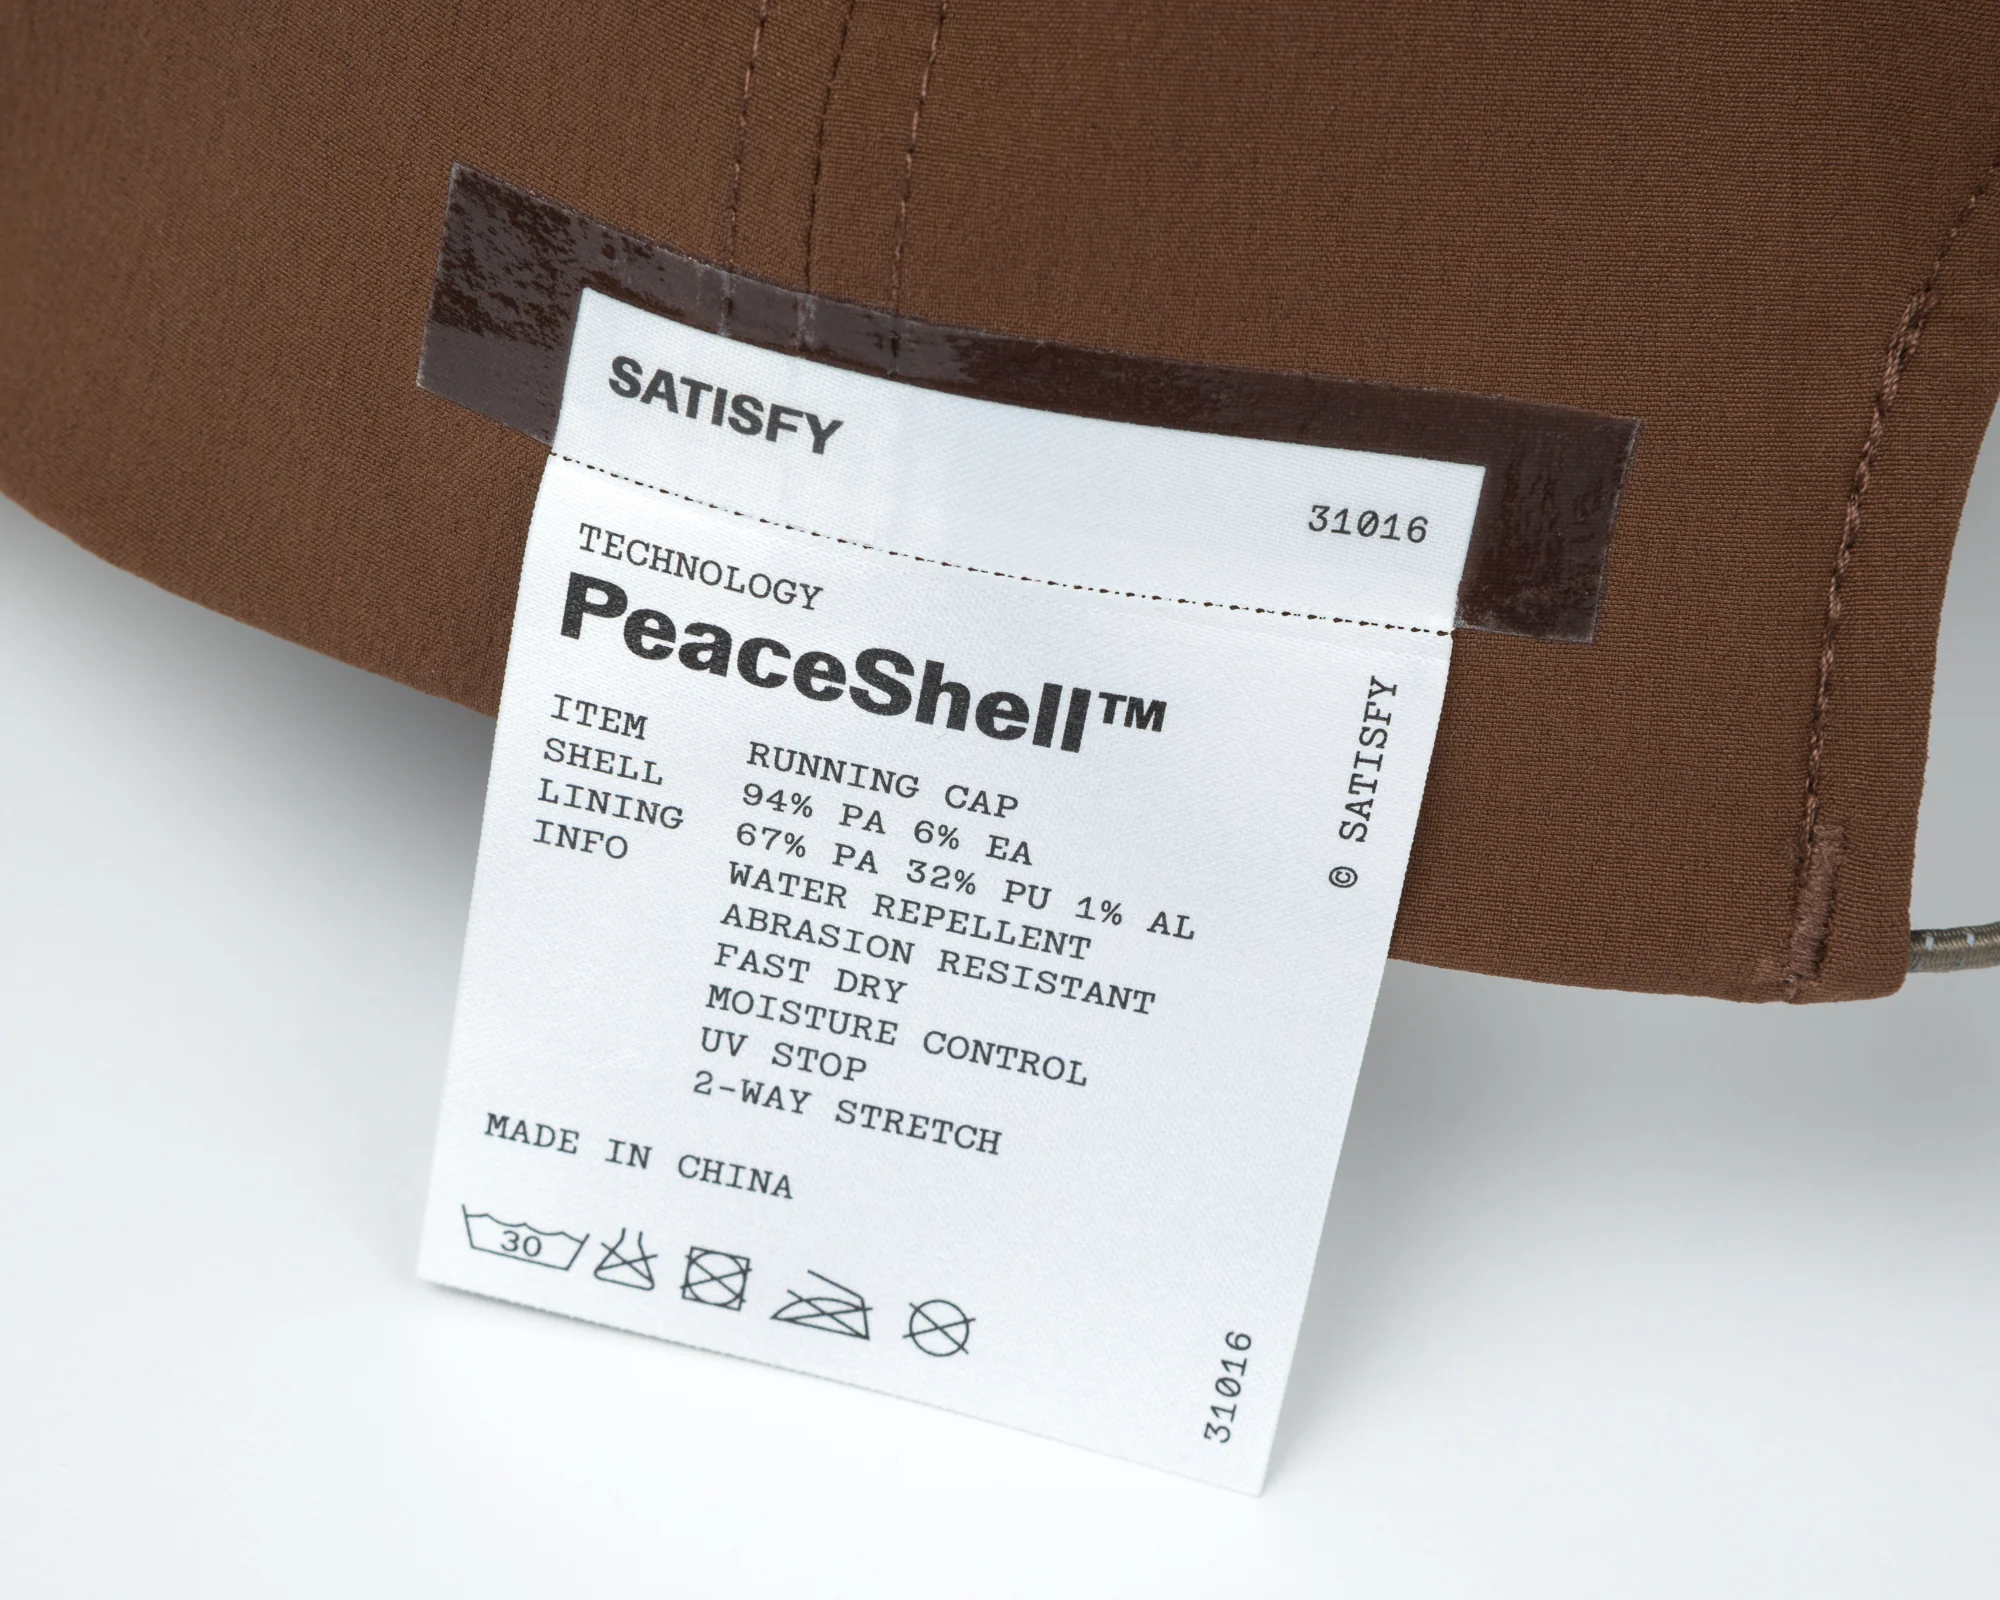 SATISFY
31016
TECHNOLOGY
PeaceShell™
ITEM RUNNING CAP
SHELL 94% PA 6% EA
LINING 67% PA 32% PU 1% AL
INFO WATER REPELLENT
ABRASION RESISTANT
FAST DRY
MOISTURE CONTROL
UV STOP
2-WAY STRETCH
MADE IN CHINA
30
© SATISFY
31016